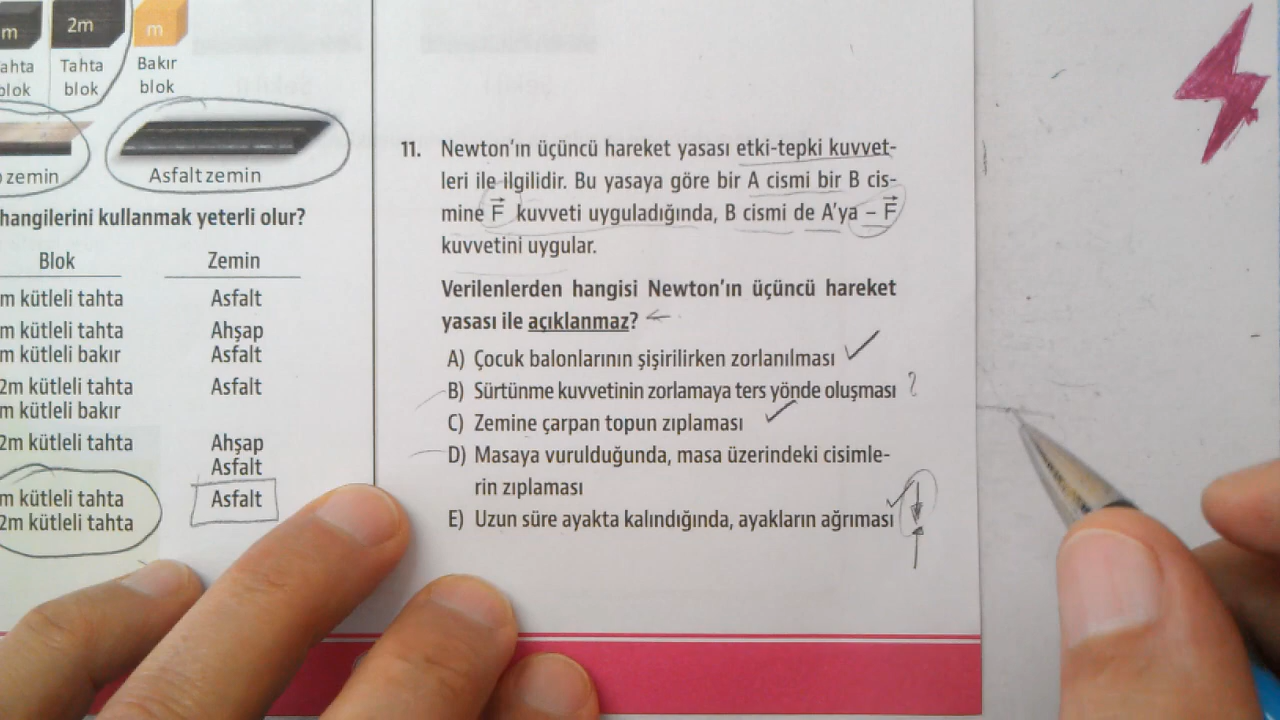 m
2m
m
ahta
blok
Tahta
blok
Bakır
blok
zemin
Asfalt zemin
hangilerini kullanmak yeterli olur?
Blok Zemin
m kütleli tahta Asfalt
m kütleli tahta Ahşap
m kütleli bakır Asfalt
2m kütleli tahta Asfalt
m kütleli bakır
2m kütleli tahta Ahşap
Asfalt
m kütleli tahta Asfalt
2m kütleli tahta
11. Newton'ın üçüncü hareket yasası etki-tepki kuvvet-
leri ile ilgilidir. Bu yasaya göre bir A cismi bir B cis-
mine F kuvveti uyguladığında, B cismi de A'ya – F
kuvvetini uygular.
Verilenlerden hangisi Newton'ın üçüncü hareket
yasası ile açıklanmaz?
A) Çocuk balonlarının şişirilirken zorlanılması
B) Sürtünme kuvvetinin zorlamaya ters yönde oluşması ?
C) Zemine çarpan topun zıplaması
D) Masaya vurulduğunda, masa üzerindeki cisimle-
rin zıplaması
E) Uzun süre ayakta kalındığında, ayakların ağrıması